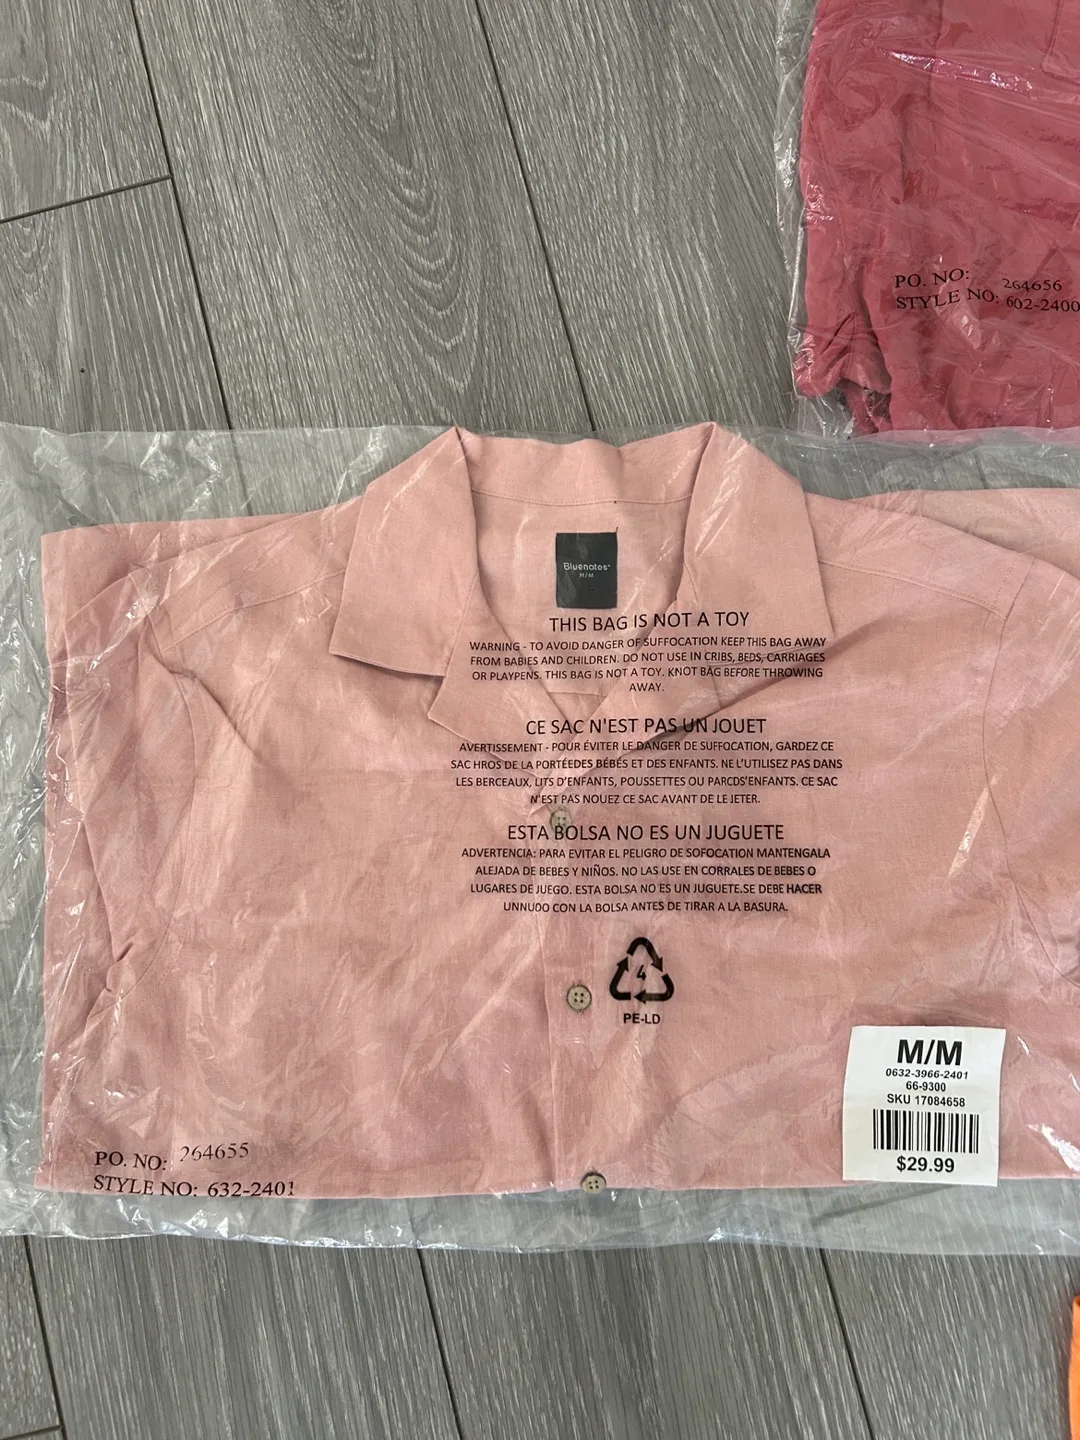 PO. NO: 264656
STYLE NO: 602-2400
Bluenotes
M/M
THIS BAG IS NOT A TOY
WARNING - TO AVOID DANGER OF SUFFOCATION KEEP THIS BAG AWAY
FROM BABIES AND CHILDREN. DO NOT USE IN CRIBS, BEDS, CARRIAGES
OR PLAYPENS. THIS BAG IS NOT A TOY. KNOT BAG BEFORE THROWING
AWAY.
CE SAC N'EST PAS UN JOUET
AVERTISSEMENT - POUR ÉVITER LE DANGER DE SUFFOCATION, GARDEZ CE
SAC HROS DE LA PORTÉEDES BÉBÉS ET DES ENFANTS. NE L'UTILISEZ PAS DANS
LES BERCEAUX, LITS D'ENFANTS, POUSSETTES OU PARCDS'ENFANTS. CE SAC
N'EST PAS NOUEZ CE SAC AVANT DE LE JETER.
ESTA BOLSA NO ES UN JUGUETE
ADVERTENCIA: PARA EVITAR EL PELIGRO DE SOFOCATION MANTENGALA
ALEJADA DE BEBES Y NIÑOS. NO LAS USE EN CORRALES DE BEBES O
LUGARES DE JUEGO. ESTA BOLSA NO ES UN JUGUETE.SE DEBE HACER
UNNUDO CON LA BOLSA ANTES DE TIRAR A LA BASURA.
4
PE-LD
M/M
0632-3966-2401
66-9300
SKU 17084658
$29.99
PO. NO: 264655
STYLE NO: 632-2401